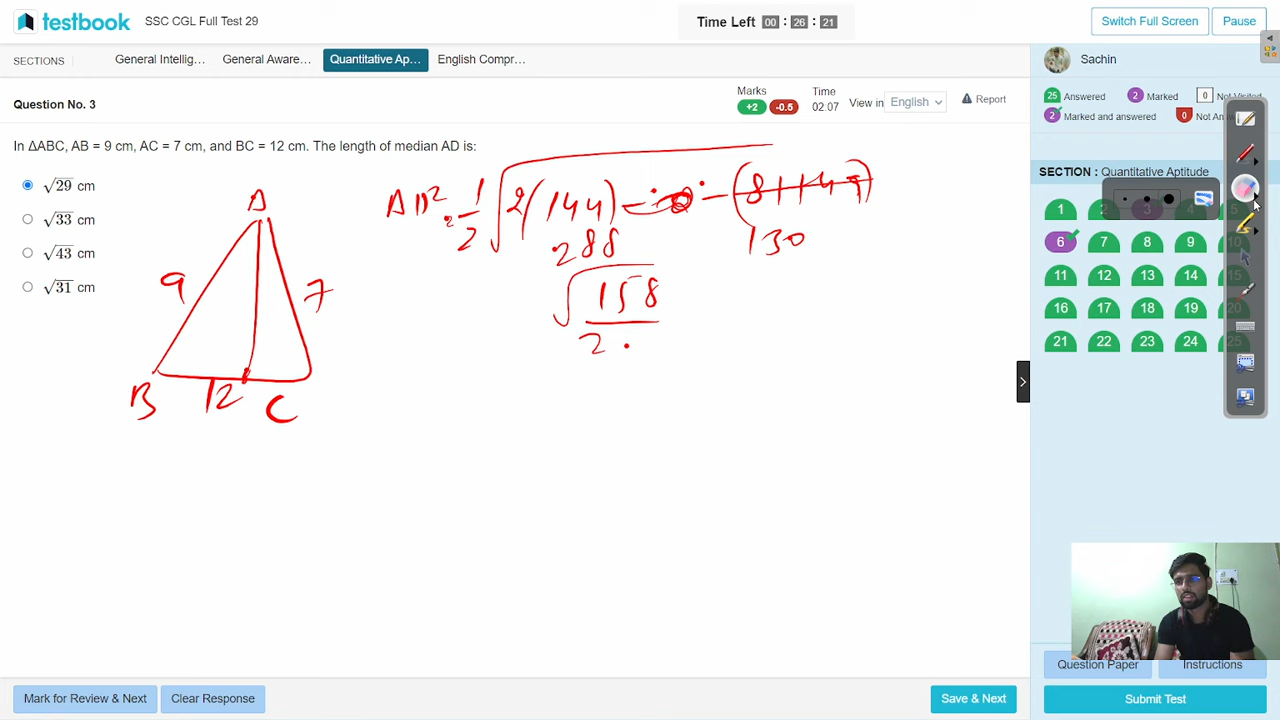 testbook
SSC CGL Full Test 29
Time Left 00 : 26 : 21
Switch Full Screen
Pause
SECTIONS
General Intellig...
General Aware...
Quantitative Ap...
English Compr...
Sachin
Question No. 3
Marks
+2 -0.5
Time
02:07
View in English
Report
25 Answered
2 Marked
0 Not Visited
2 Marked and answered
0 Not An
In ΔABC, AB = 9 cm, AC = 7 cm, and BC = 12 cm. The length of median AD is:
√29 cm
√33 cm
√43 cm
√31 cm
A
9
7
B
12
C
2(144)
288
130
√158
2
SECTION : Quantitative Aptitude
1 2 3 5
6 7 8 9 10
11 12 13 14
16 17 18 19 20
21 22 23 24 25
Question Paper
Instructions
Mark for Review & Next
Clear Response
Save & Next
Submit Test